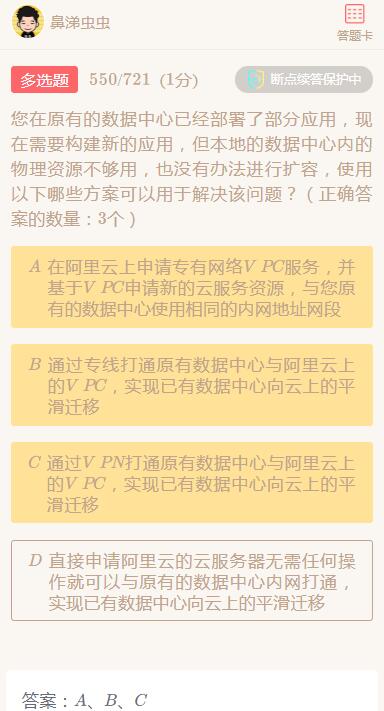 鼻涕虫虫
答题卡
多选题 550/721 (1分)
断点续答保护中
您在原有的数据中心已经部署了部分应用，现
在需要构建新的应用，但本地的数据中心内的
物理资源不够用，也没有办法进行扩容，使用
以下哪些方案可以用于解决该问题？（正确答
案的数量：3个）
A 在阿里云上申请专有网络V PC服务，并
基于V PC申请新的云服务资源，与您原
有的数据中心使用相同的内网地址网段
B 通过专线打通原有数据中心与阿里云上
的V PC，实现已有数据中心向云上的平
滑迁移
C 通过V PN打通原有数据中心与阿里云上
的V PC，实现已有数据中心向云上的平
滑迁移
D 直接申请阿里云的云服务器无需任何操
作就可以与原有的数据中心内网打通，
实现已有数据中心向云上的平滑迁移
答案：A、B、C